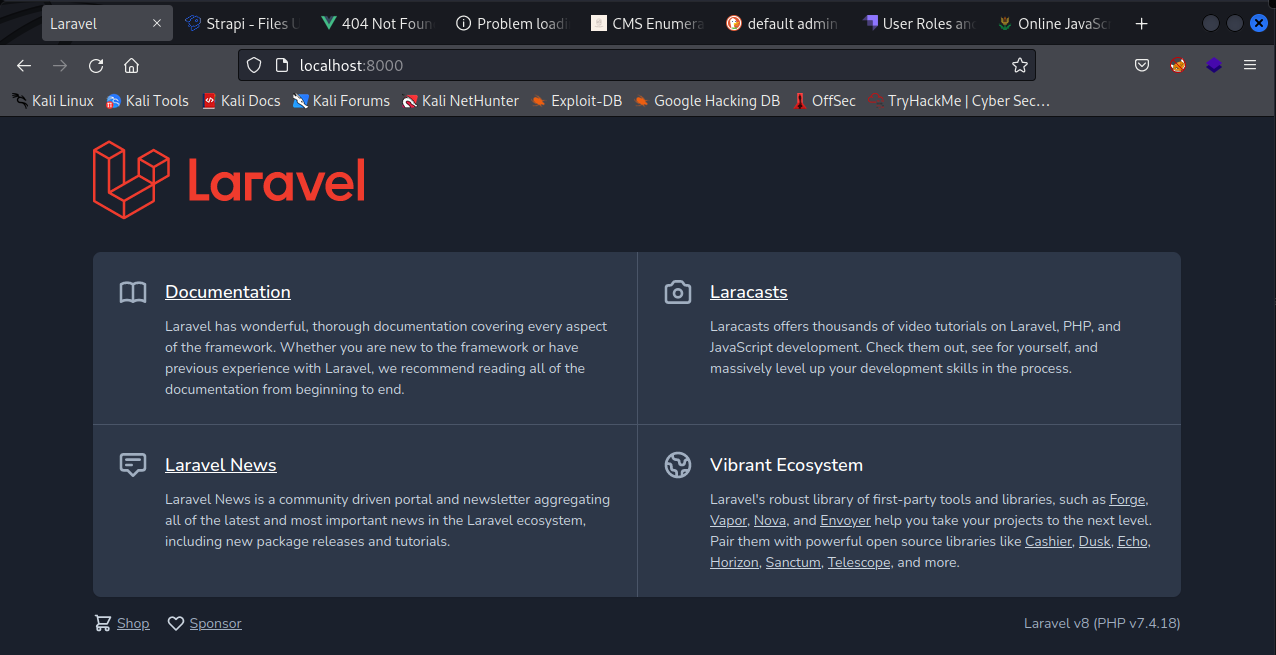 Laravel
Strapi - Files U
404 Not Foun
Problem loadi
CMS Enumera
default admin
User Roles and
Online JavaSc
localhost:8000
Kali Linux
Kali Tools
Kali Docs
Kali Forums
Kali NetHunter
Exploit-DB
Google Hacking DB
OffSec
TryHackMe | Cyber Sec…
Laravel
Documentation
Laravel has wonderful, thorough documentation covering every aspect
of the framework. Whether you are new to the framework or have
previous experience with Laravel, we recommend reading all of the
documentation from beginning to end.
Laracasts
Laracasts offers thousands of video tutorials on Laravel, PHP, and
JavaScript development. Check them out, see for yourself, and
massively level up your development skills in the process.
Laravel News
Laravel News is a community driven portal and newsletter aggregating
all of the latest and most important news in the Laravel ecosystem,
including new package releases and tutorials.
Vibrant Ecosystem
Laravel's robust library of first-party tools and libraries, such as Forge,
Vapor, Nova, and Envoyer help you take your projects to the next level.
Pair them with powerful open source libraries like Cashier, Dusk, Echo,
Horizon, Sanctum, Telescope, and more.
Shop
Sponsor
Laravel v8 (PHP v7.4.18)